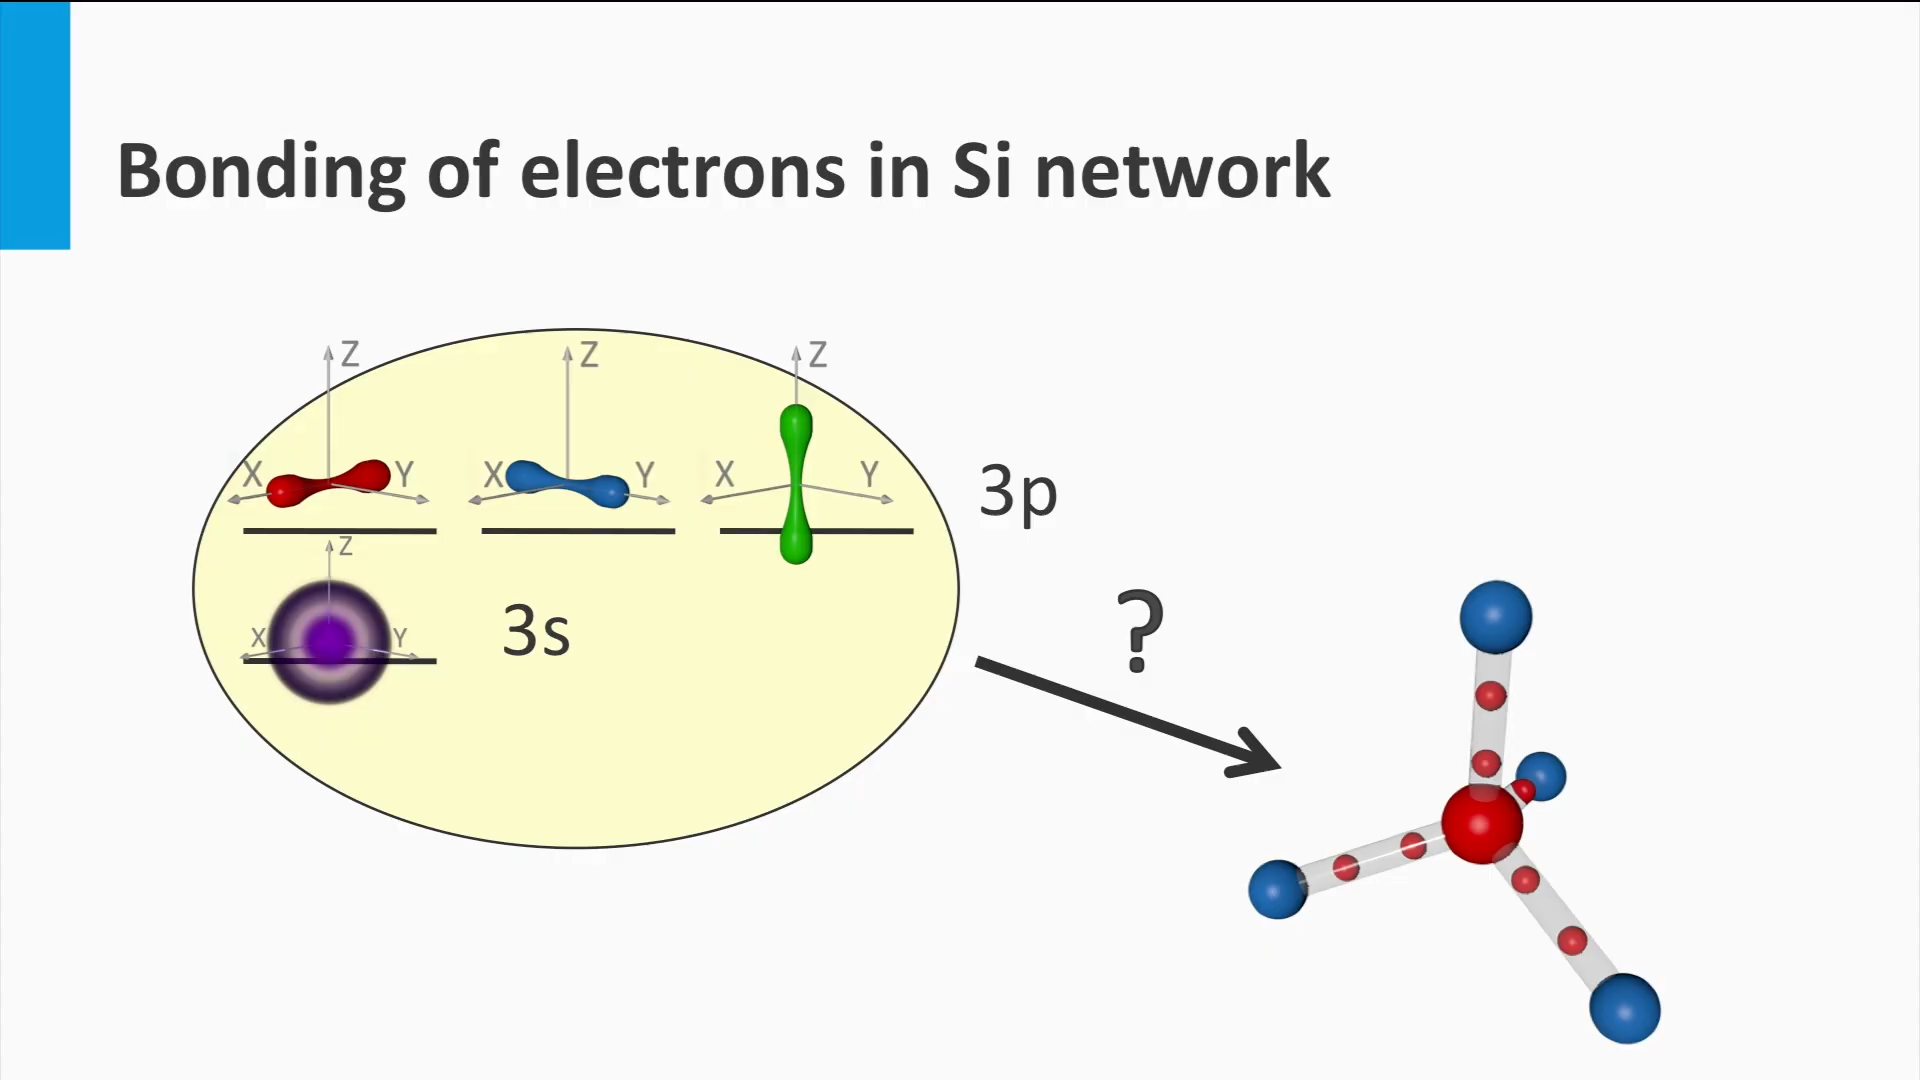 Bonding of electrons in Si network
Z
Z
Z
X
Y
X
Y
X
Y
3p
Z
X
Y
3s
?